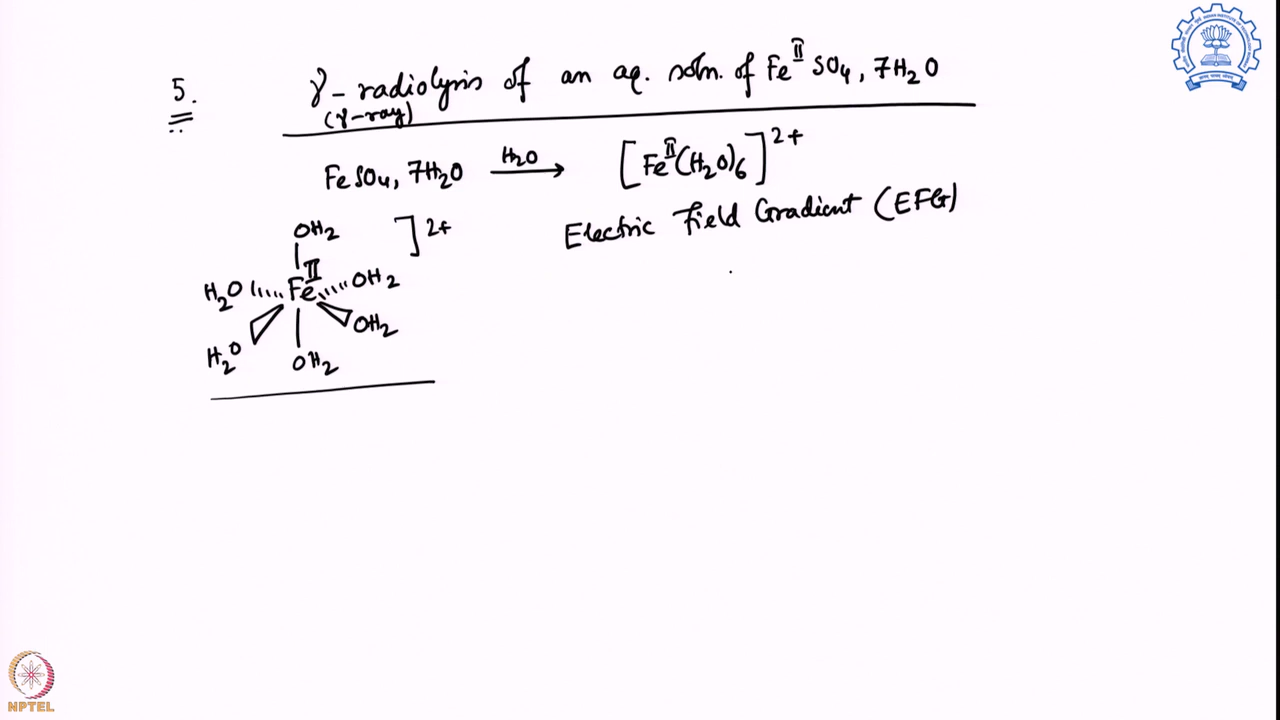 5.
γ-radiolysis of an aq. soln. of Fe^II SO4, 7H2O
(γ-ray)
FeSO4, 7H2O —H2O→ [Fe^II(H2O)6]^2+
Electric Field Gradient (EFG)
OH2 ]^2+
H2O Fe^II OH2
H2O OH2
OH2
NPTEL